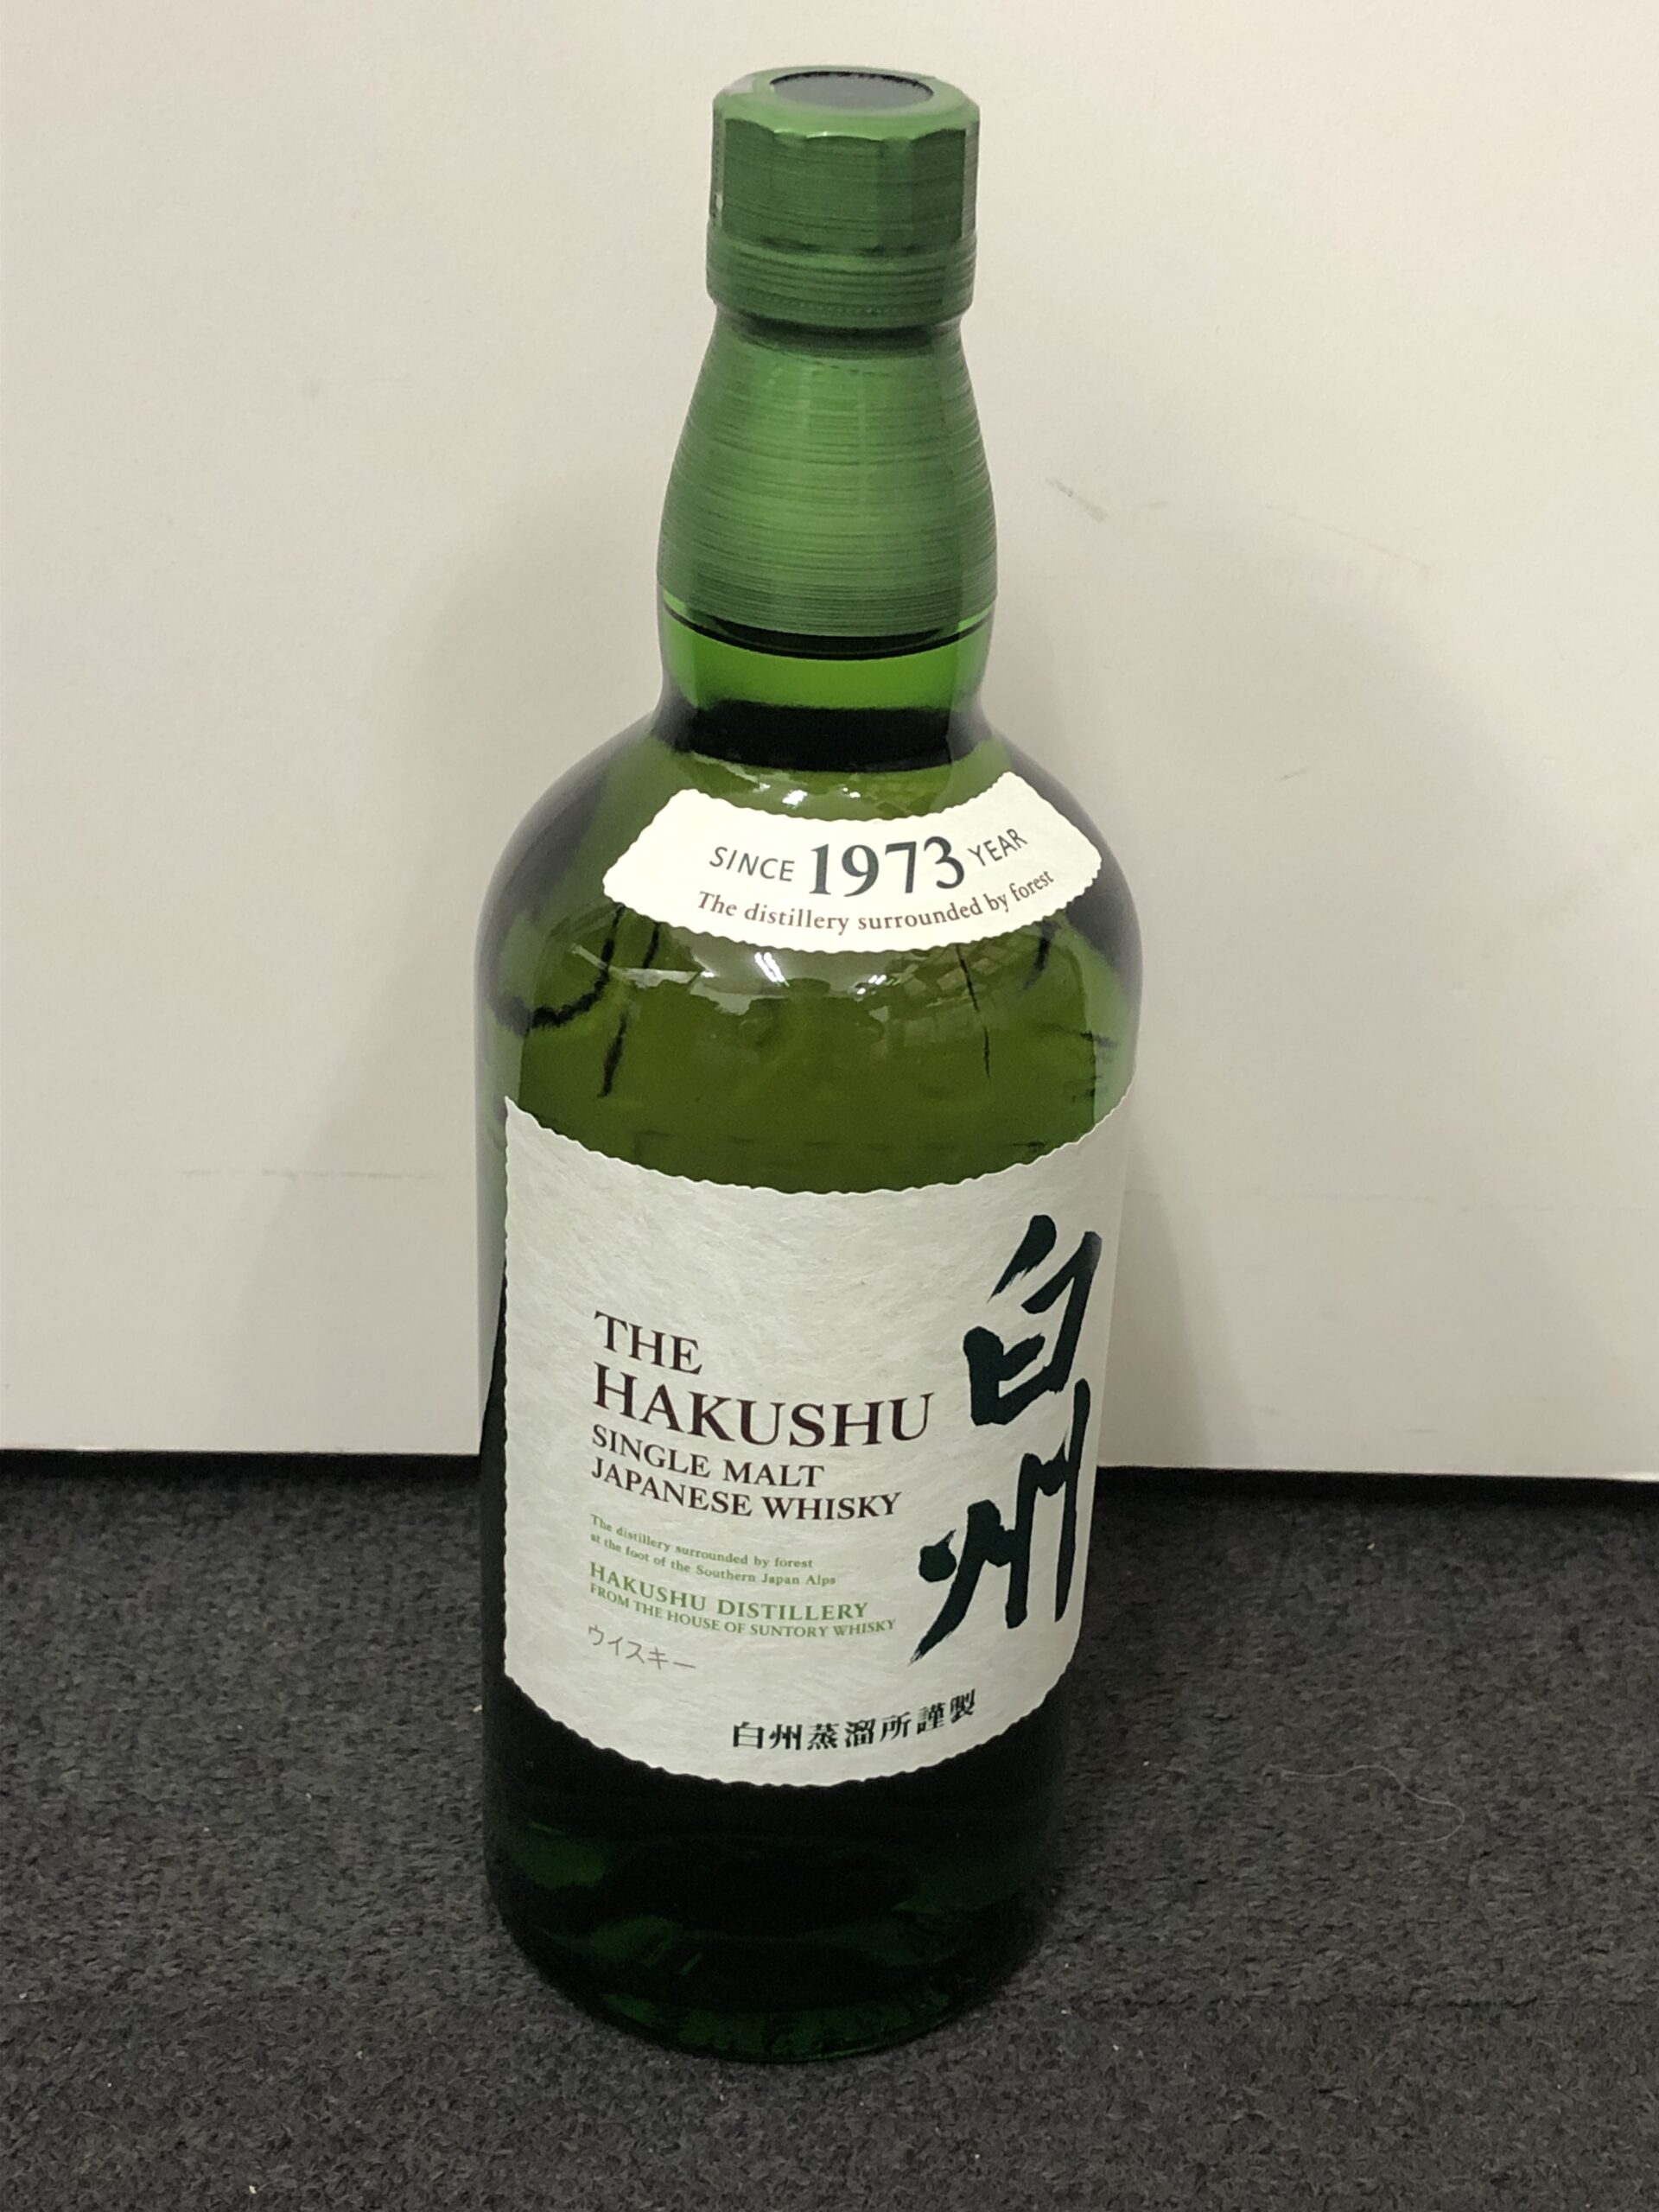 SINCE 1973 YEAR
The distillery surrounded by forest
白州
THE
HAKUSHU
SINGLE MALT
JAPANESE WHISKY
The distillery surrounded by forest
at the foot of the Southern Japan Alps
HAKUSHU DISTILLERY
FROM THE HOUSE OF SUNTORY WHISKY
ウイスキー
白州蒸溜所謹製